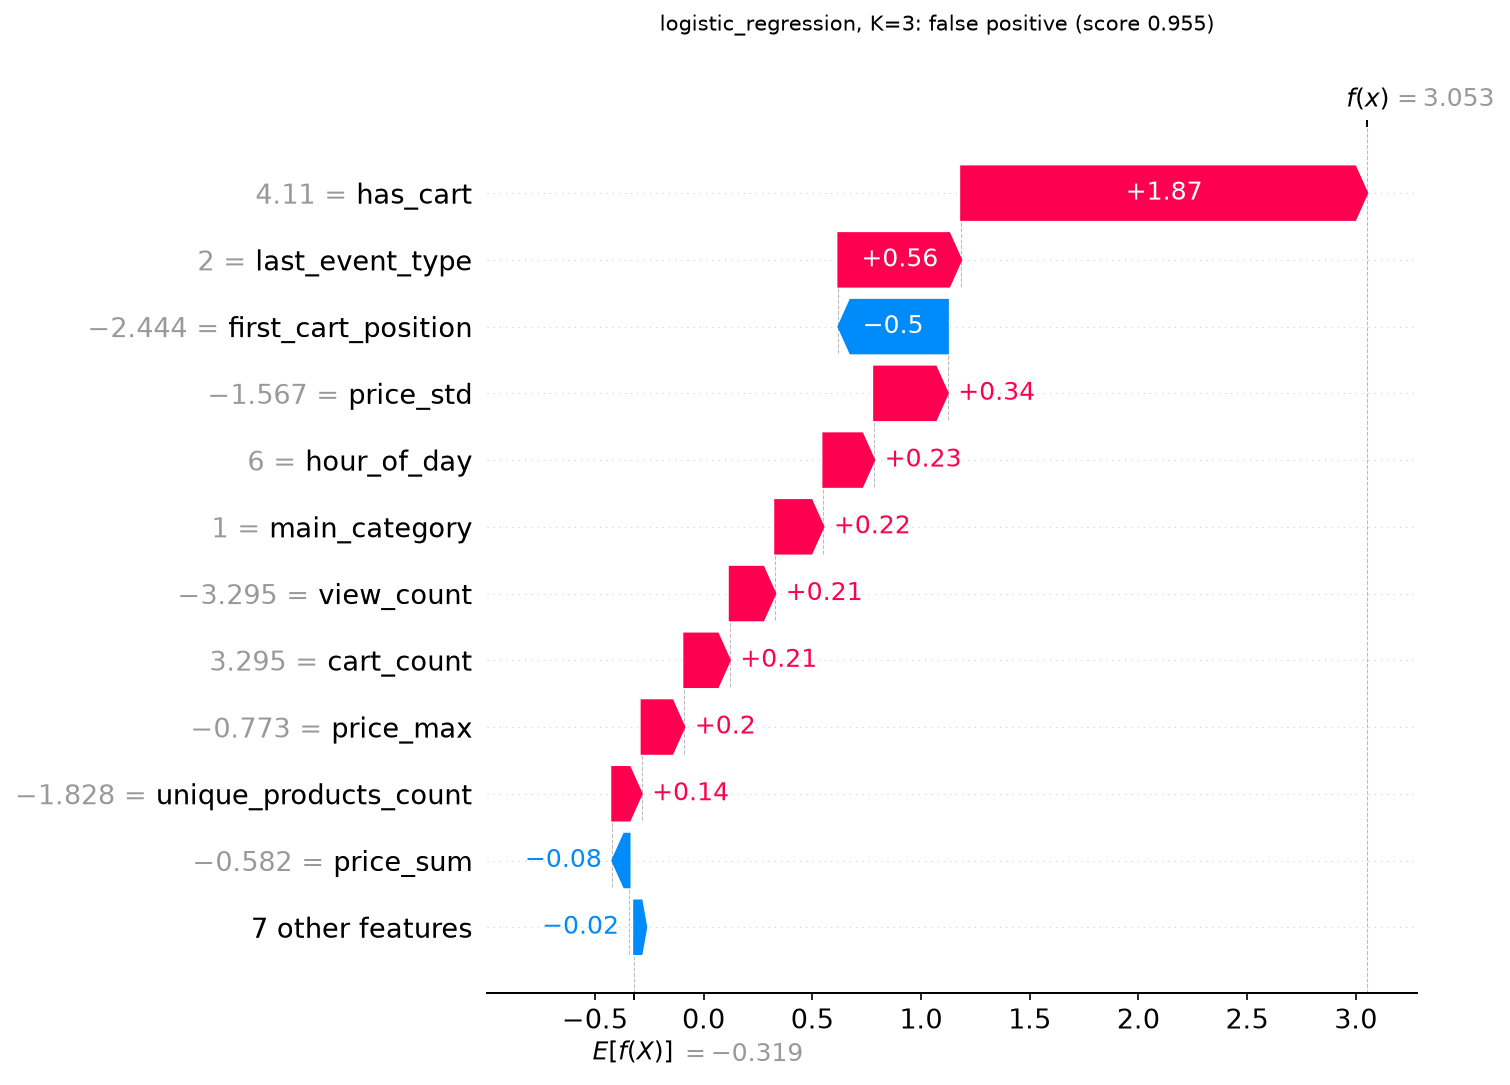 logistic_regression, K=3: false positive (score 0.955)
f(x) = 3.053
4.11 = has_cart +1.87
2 = last_event_type +0.56
−2.444 = first_cart_position −0.5
−1.567 = price_std +0.34
6 = hour_of_day +0.23
1 = main_category +0.22
−3.295 = view_count +0.21
3.295 = cart_count +0.21
−0.773 = price_max +0.2
−1.828 = unique_products_count +0.14
−0.582 = price_sum −0.08
7 other features −0.02
−0.5 0.0 0.5 1.0 1.5 2.0 2.5 3.0
E[f(X)] = −0.319